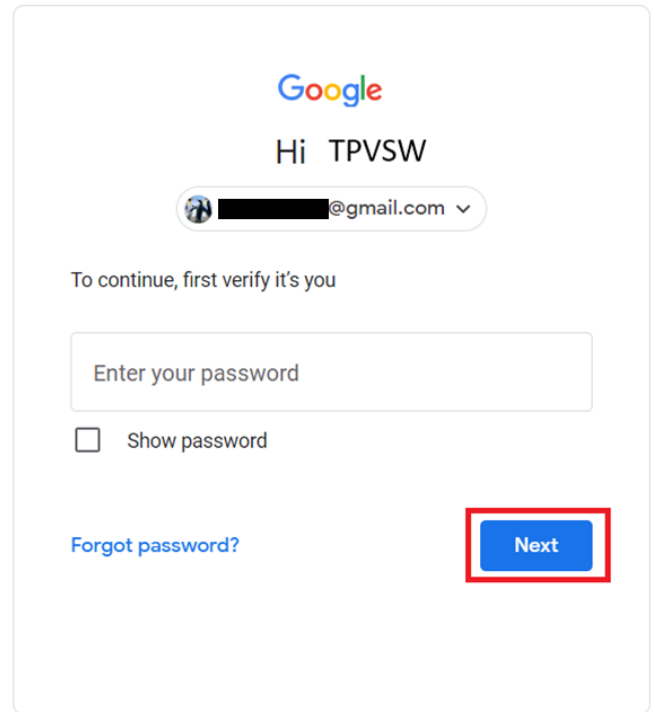 Google
Hi TPVSW
@gmail.com
To continue, first verify it's you
Enter your password
Show password
Forgot password?
Next